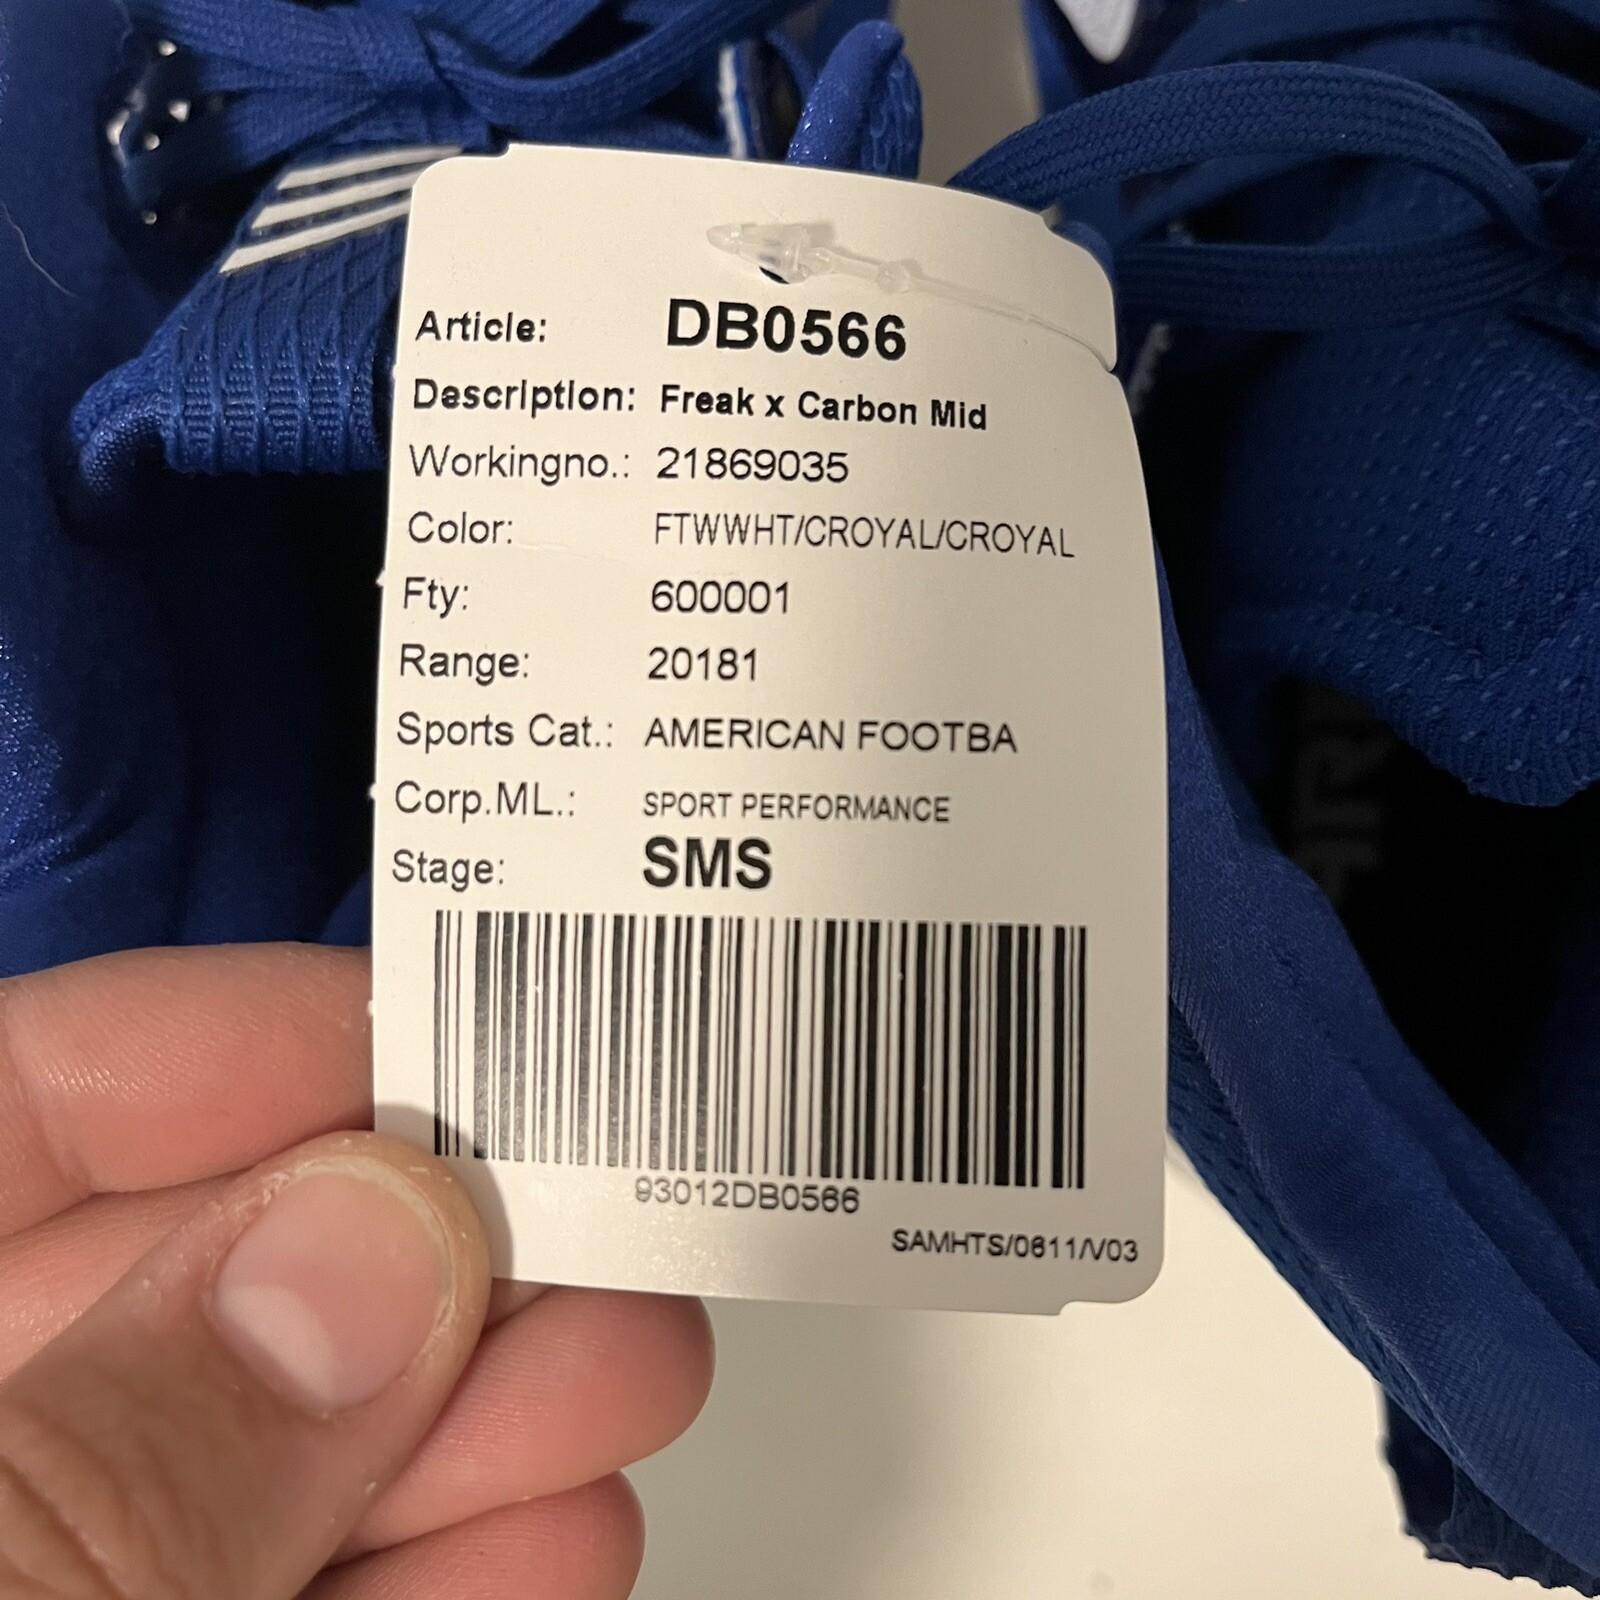 Article: DB0566
Description: Freak x Carbon Mid
Workingno.: 21869035
Color: FTWWHT/CROYAL/CROYAL
Fty: 600001
Range: 20181
Sports Cat.: AMERICAN FOOTBA
Corp.ML.: SPORT PERFORMANCE
Stage: SMS
93012DB0566
SAMHTS/0611/V03